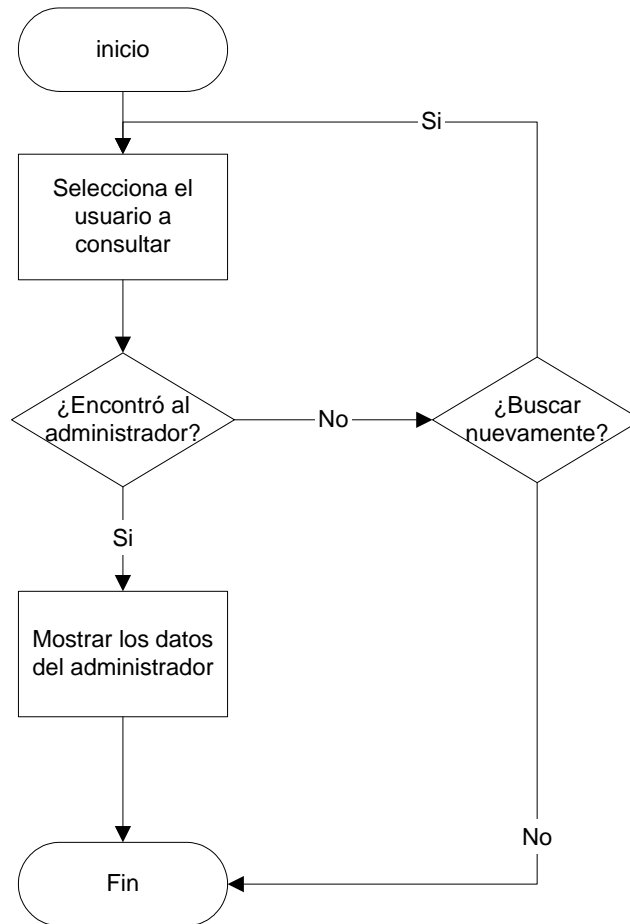 inicio
Si
Selecciona el
usuario a
consultar
¿Encontró al
administrador?
No
¿Buscar
nuevamente?
Si
Mostrar los datos
del administrador
No
Fin